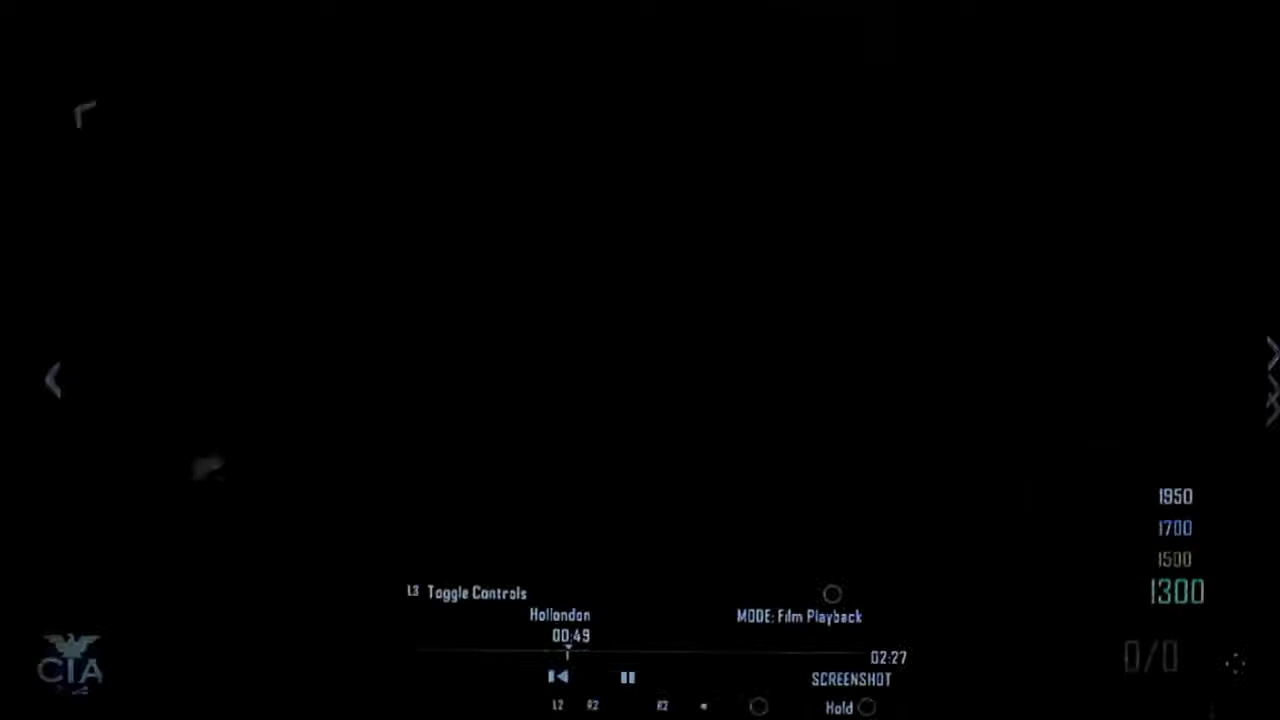 1950
1700
1500
1300
L3 Toggle Controls
Hollondon
MODE: Film Playback
00:49
02:27
0/0
CIA
SCREENSHOT
L2 R2 R2
Hold